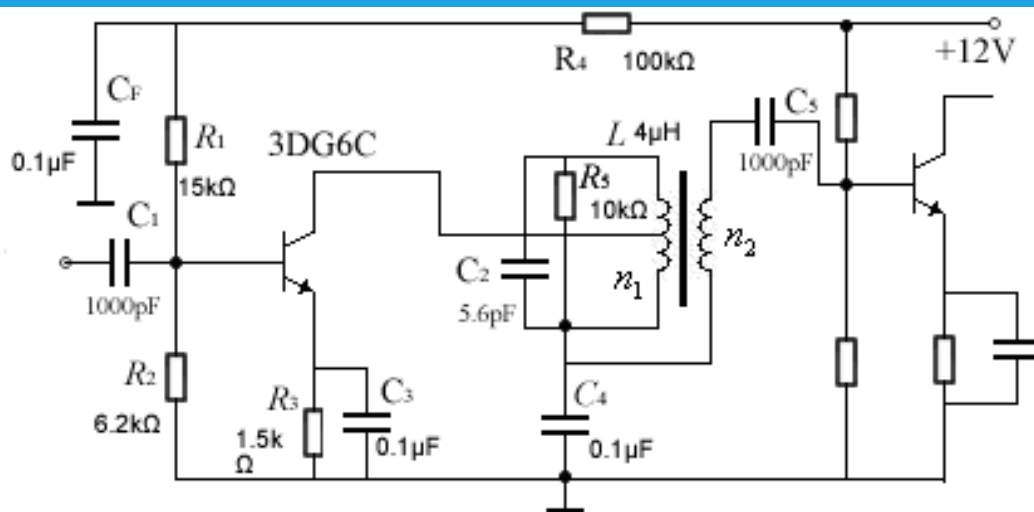 R₄ 100kΩ
+12V
C_F
0.1μF
R₁
15kΩ
3DG6C
L 4μH
C₅
1000pF
C₁
1000pF
R₅
10kΩ
C₂
5.6pF
n₁
n₂
R₂
6.2kΩ
R₃
1.5k
Ω
C₃
0.1μF
C₄
0.1μF